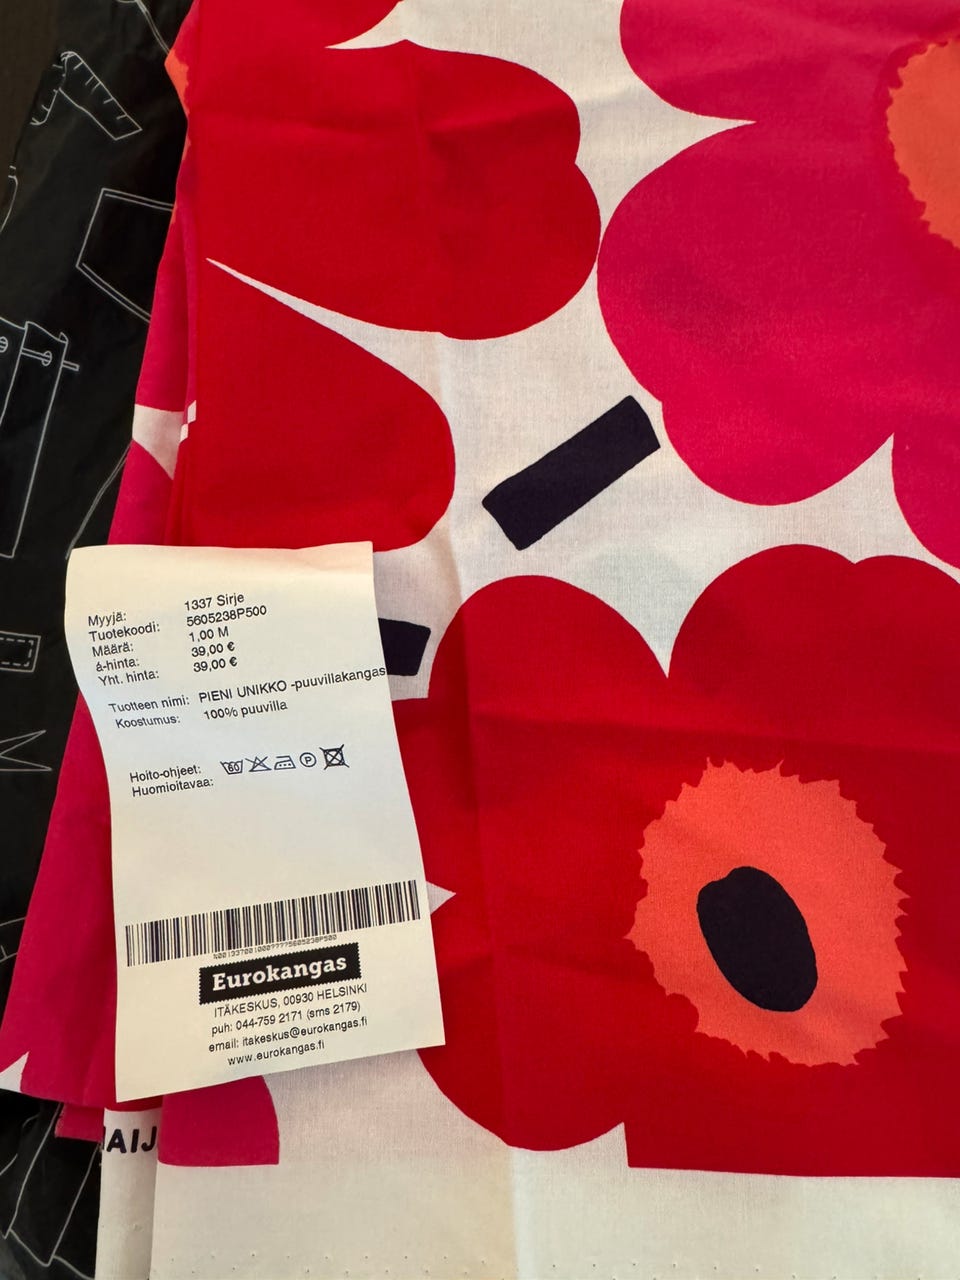 Myyjä: 1337 Sirje
Tuotekoodi: 5605238P500
Määrä: 1,00 M
á-hinta: 39,00 €
Yht. hinta: 39,00 €
Tuotteen nimi: PIENI UNIKKO -puuvillakangas
Koostumus: 100% puuvilla
Hoito-ohjeet: 60 P
Huomioitavaa:
Eurokangas
ITÄKESKUS, 00930 HELSINKI
puh: 044-759 2171 (sms 2179)
email: itakeskus@eurokangas.fi
www.eurokangas.fi
AIJ